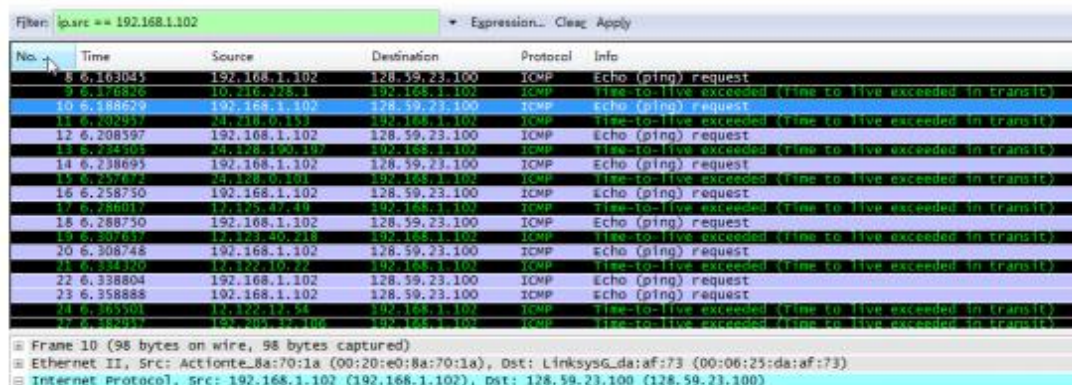 Filter: ip.src == 192.168.1.102 Expression... Clear Apply
No. Time Source Destination Protocol Info
8 6.163045 192.168.1.102 128.59.23.100 ICMP Echo (ping) request
9 6.176826 10.216.228.1 192.168.1.102 ICMP Time-to-live exceeded (Time to live exceeded in transit)
10 6.188629 192.168.1.102 128.59.23.100 ICMP Echo (ping) request
11 6.202957 24.218.0.153 192.168.1.102 ICMP Time-to-live exceeded (Time to live exceeded in transit)
12 6.208597 192.168.1.102 128.59.23.100 ICMP Echo (ping) request
13 6.234505 24.128.190.197 192.168.1.102 ICMP Time-to-live exceeded (Time to live exceeded in transit)
14 6.238695 192.168.1.102 128.59.23.100 ICMP Echo (ping) request
15 6.257672 24.128.0.101 192.168.1.102 ICMP Time-to-live exceeded (Time to live exceeded in transit)
16 6.258750 192.168.1.102 128.59.23.100 ICMP Echo (ping) request
17 6.286017 12.125.47.49 192.168.1.102 ICMP Time-to-live exceeded (Time to live exceeded in transit)
18 6.288750 192.168.1.102 128.59.23.100 ICMP Echo (ping) request
19 6.307657 12.123.40.218 192.168.1.102 ICMP Time-to-live exceeded (Time to live exceeded in transit)
20 6.308748 192.168.1.102 128.59.23.100 ICMP Echo (ping) request
21 6.334320 12.122.10.22 192.168.1.102 ICMP Time-to-live exceeded (Time to live exceeded in transit)
22 6.338804 192.168.1.102 128.59.23.100 ICMP Echo (ping) request
23 6.358888 192.168.1.102 128.59.23.100 ICMP Echo (ping) request
24 6.365501 12.122.12.54 192.168.1.102 ICMP Time-to-live exceeded (Time to live exceeded in transit)
Frame 10 (98 bytes on wire, 98 bytes captured)
Ethernet II, Src: Actionte_8a:70:1a (00:20:e0:8a:70:1a), Dst: LinksysG_da:af:73 (00:06:25:da:af:73)
Internet Protocol, Src: 192.168.1.102 (192.168.1.102), Dst: 128.59.23.100 (128.59.23.100)